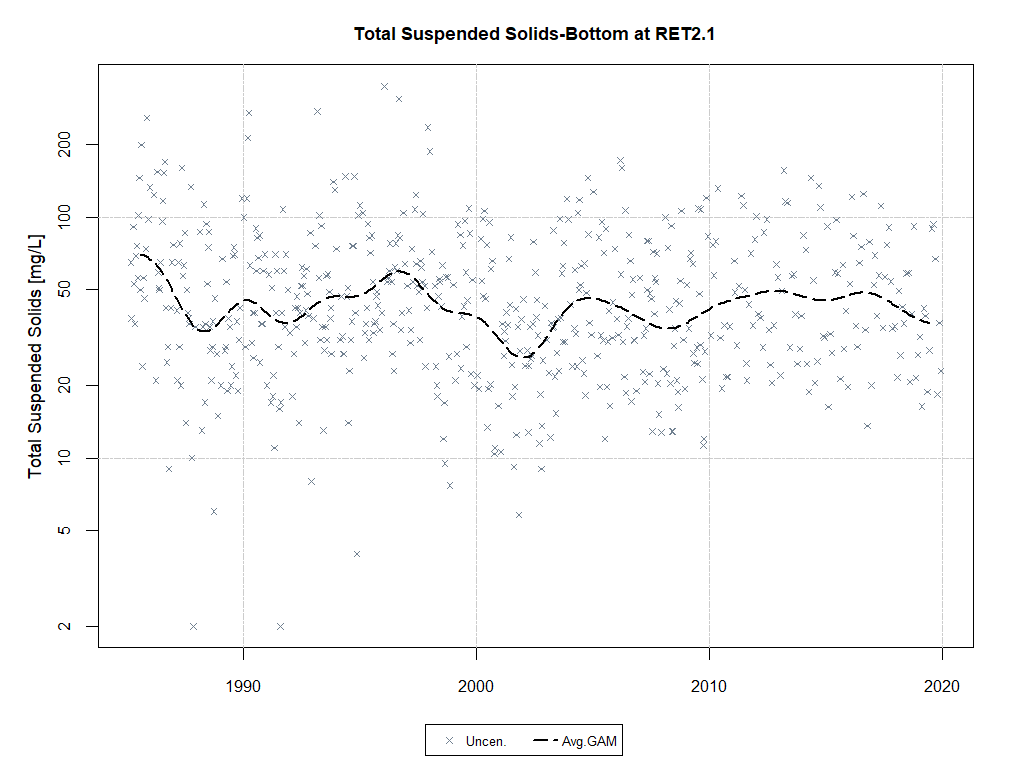 Total Suspended Solids-Bottom at RET2.1
Total Suspended Solids [mg/L]
200
100
50
20
10
5
2
1990
2000
2010
2020
Uncen.
Avg.GAM